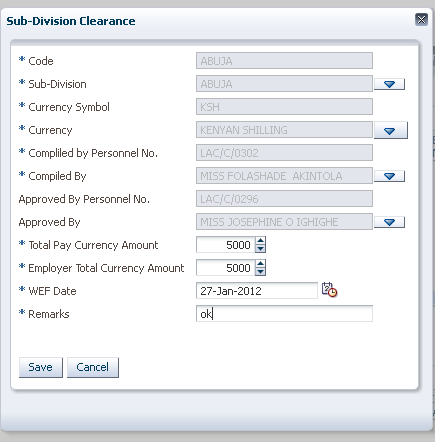 Sub-Division Clearance
* Code ABUJA
* Sub-Division ABUJA
* Currency Symbol KSH
* Currency KENYAN SHILLING
* Compliled by Personnel No. LAC/C/0302
* Compiled By MISS FOLASHADE AKINTOLA
Approved By Personnel No. LAC/C/0296
Approved By MISS JOSEPHINE O IGHIGHE
* Total Pay Currency Amount 5000
* Employer Total Currency Amount 5000
* WEF Date 27-Jan-2012
* Remarks ok
Save Cancel